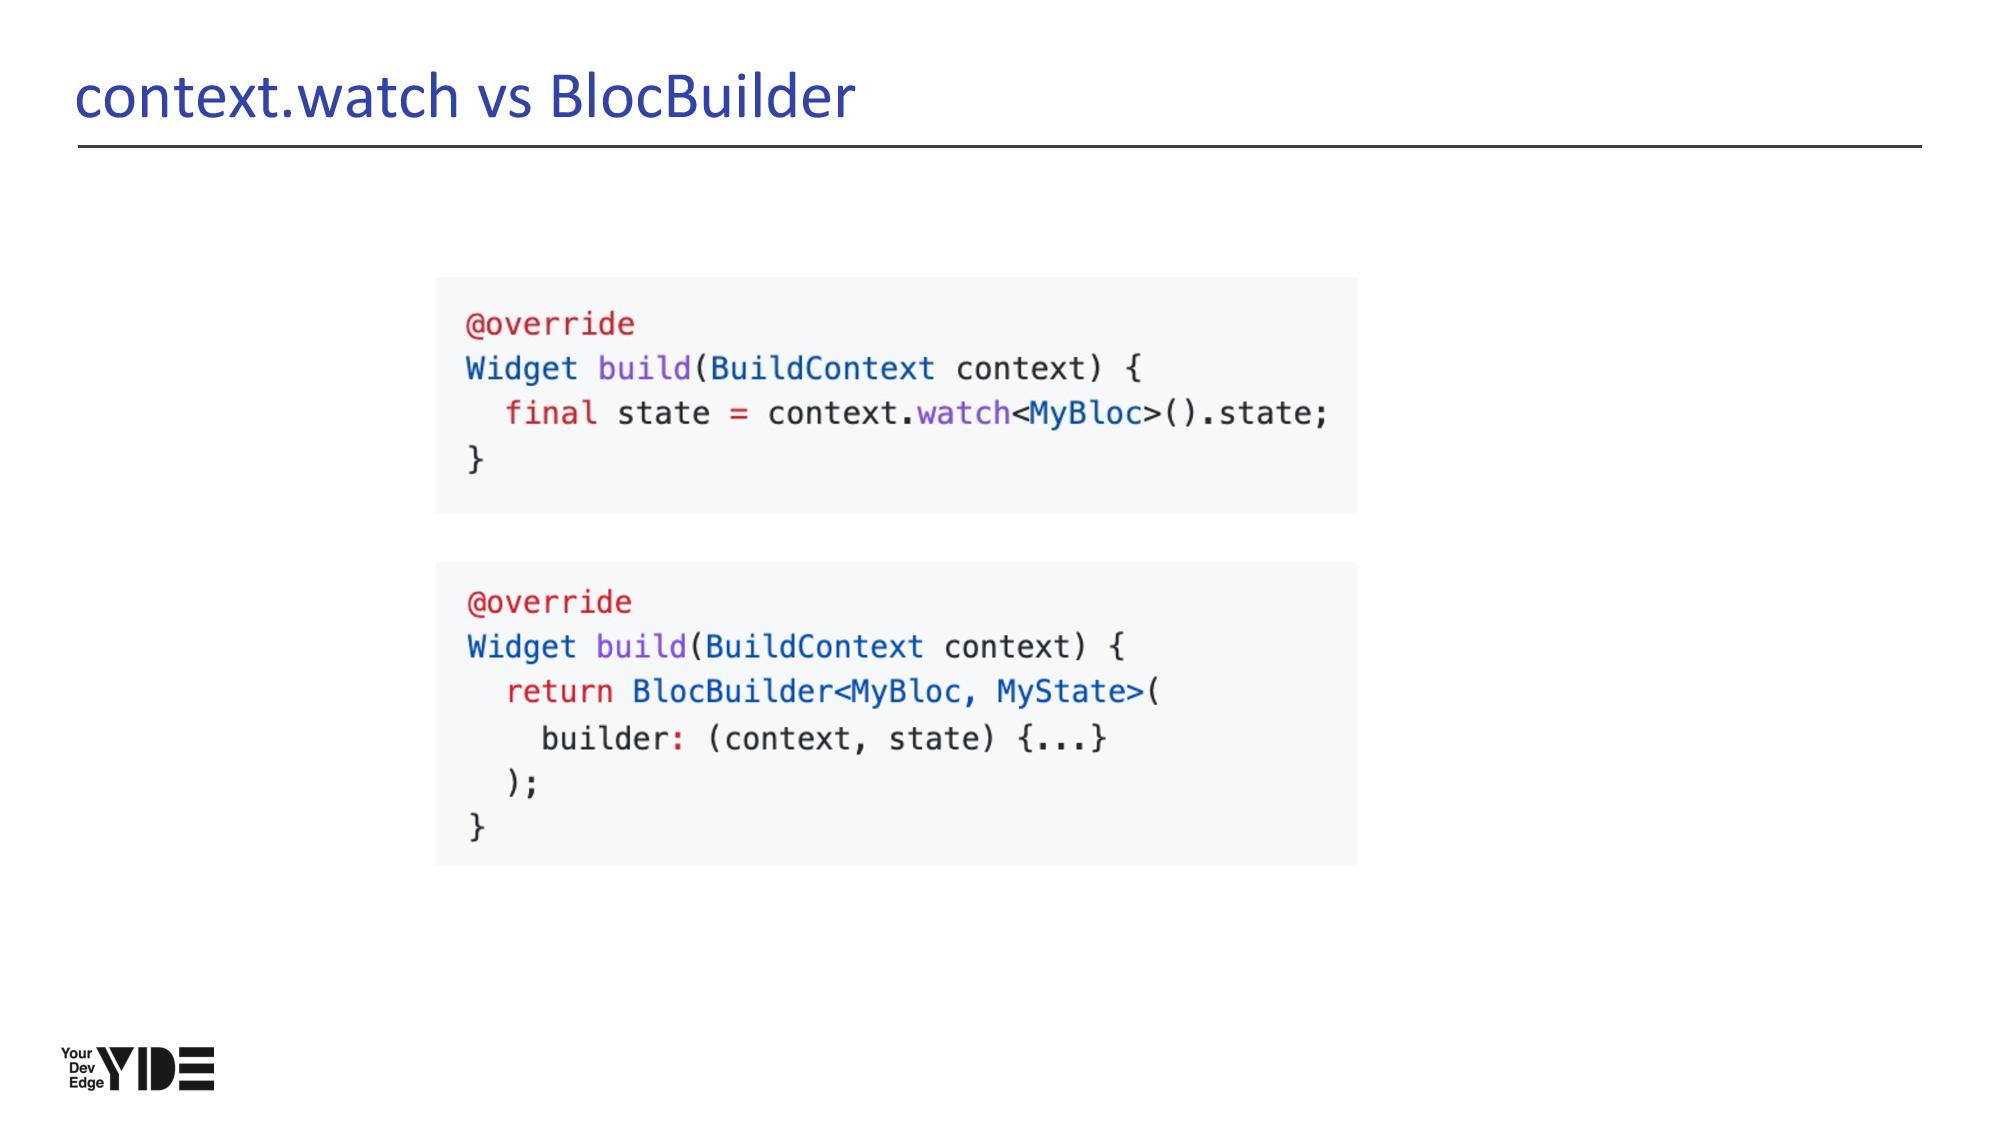 context.watch vs BlocBuilder
@override
Widget build(BuildContext context) {
  final state = context.watch<MyBloc>().state;
}
@override
Widget build(BuildContext context) {
  return BlocBuilder<MyBloc, MyState>(
    builder: (context, state) {...}
  );
}
Your
Dev
Edge
YDE